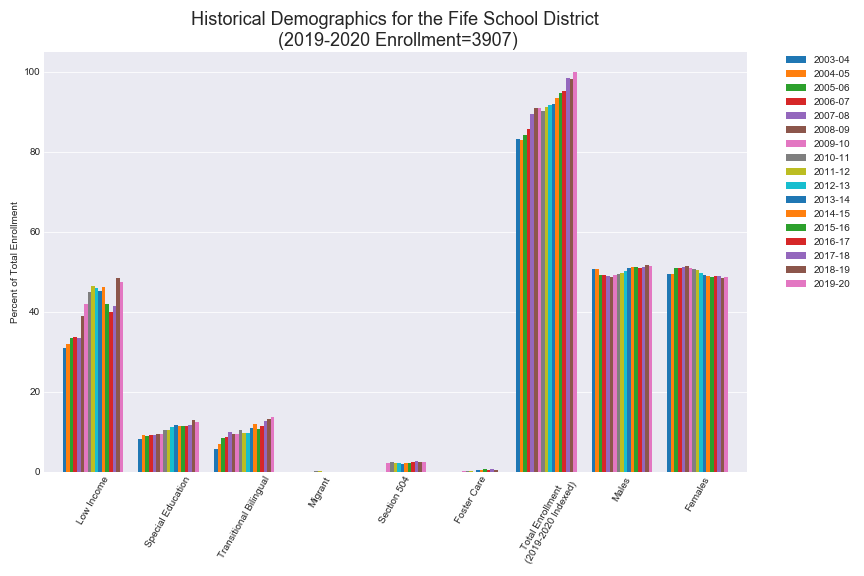 Historical Demographics for the Fife School District
(2019-2020 Enrollment=3907)
Percent of Total Enrollment
100
80
60
40
20
0
Low Income
Special Education
Transitional Bilingual
Migrant
Section 504
Foster Care
Total Enrollment
(2019-2020 Indexed)
Males
Females
2003-04
2004-05
2005-06
2006-07
2007-08
2008-09
2009-10
2010-11
2011-12
2012-13
2013-14
2014-15
2015-16
2016-17
2017-18
2018-19
2019-20